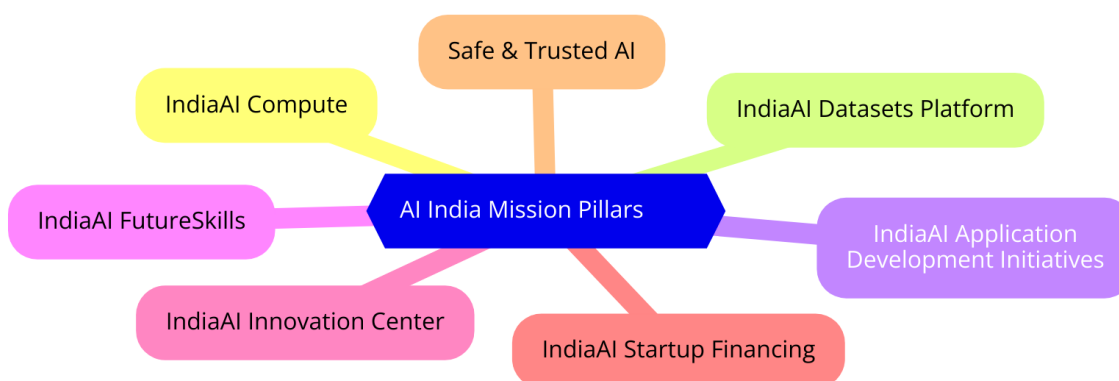 Safe & Trusted AI
IndiaAI Compute
IndiaAI Datasets Platform
AI India Mission Pillars
IndiaAI FutureSkills
IndiaAI Application
Development Initiatives
IndiaAI Innovation Center
IndiaAI Startup Financing